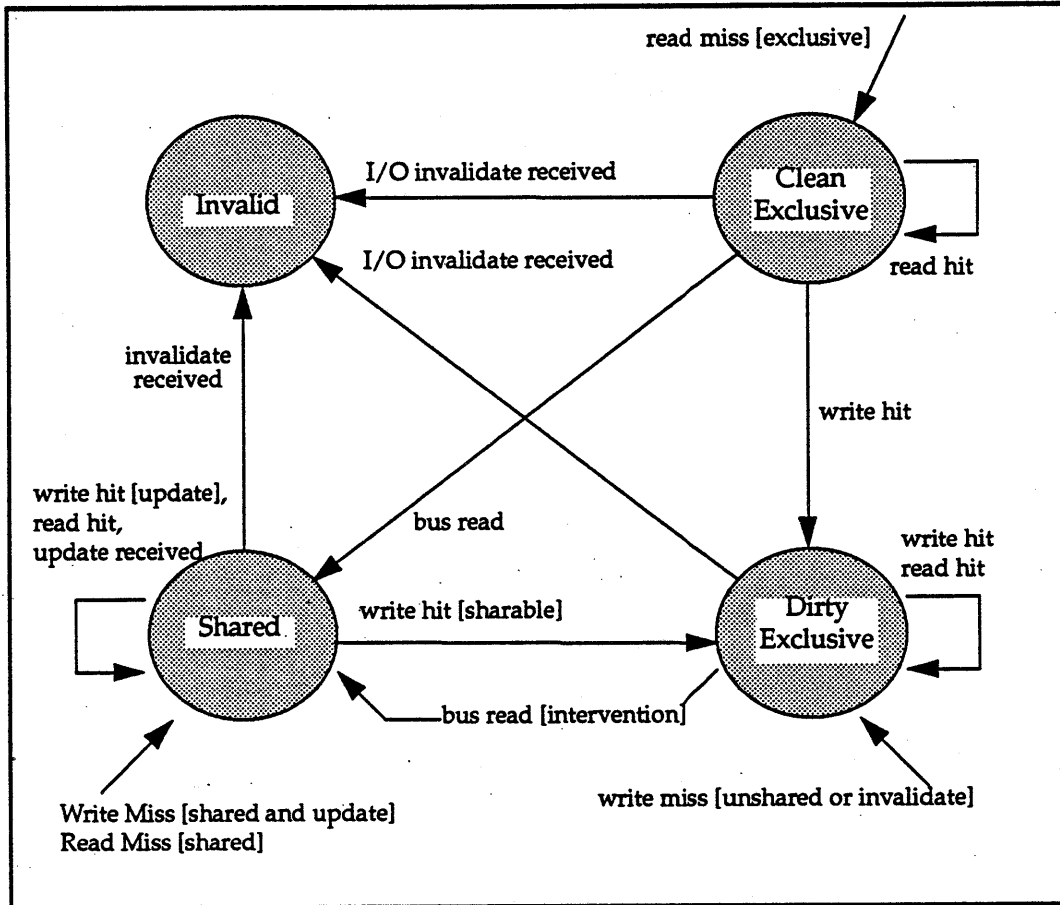 read miss [exclusive]
Invalid
I/O invalidate received
Clean
Exclusive
I/O invalidate received
read hit
invalidate
received
write hit
write hit [update],
read hit,
update received
bus read
write hit
read hit
Shared
write hit [sharable]
Dirty
Exclusive
bus read [intervention]
Write Miss [shared and update]
Read Miss [shared]
write miss [unshared or invalidate]